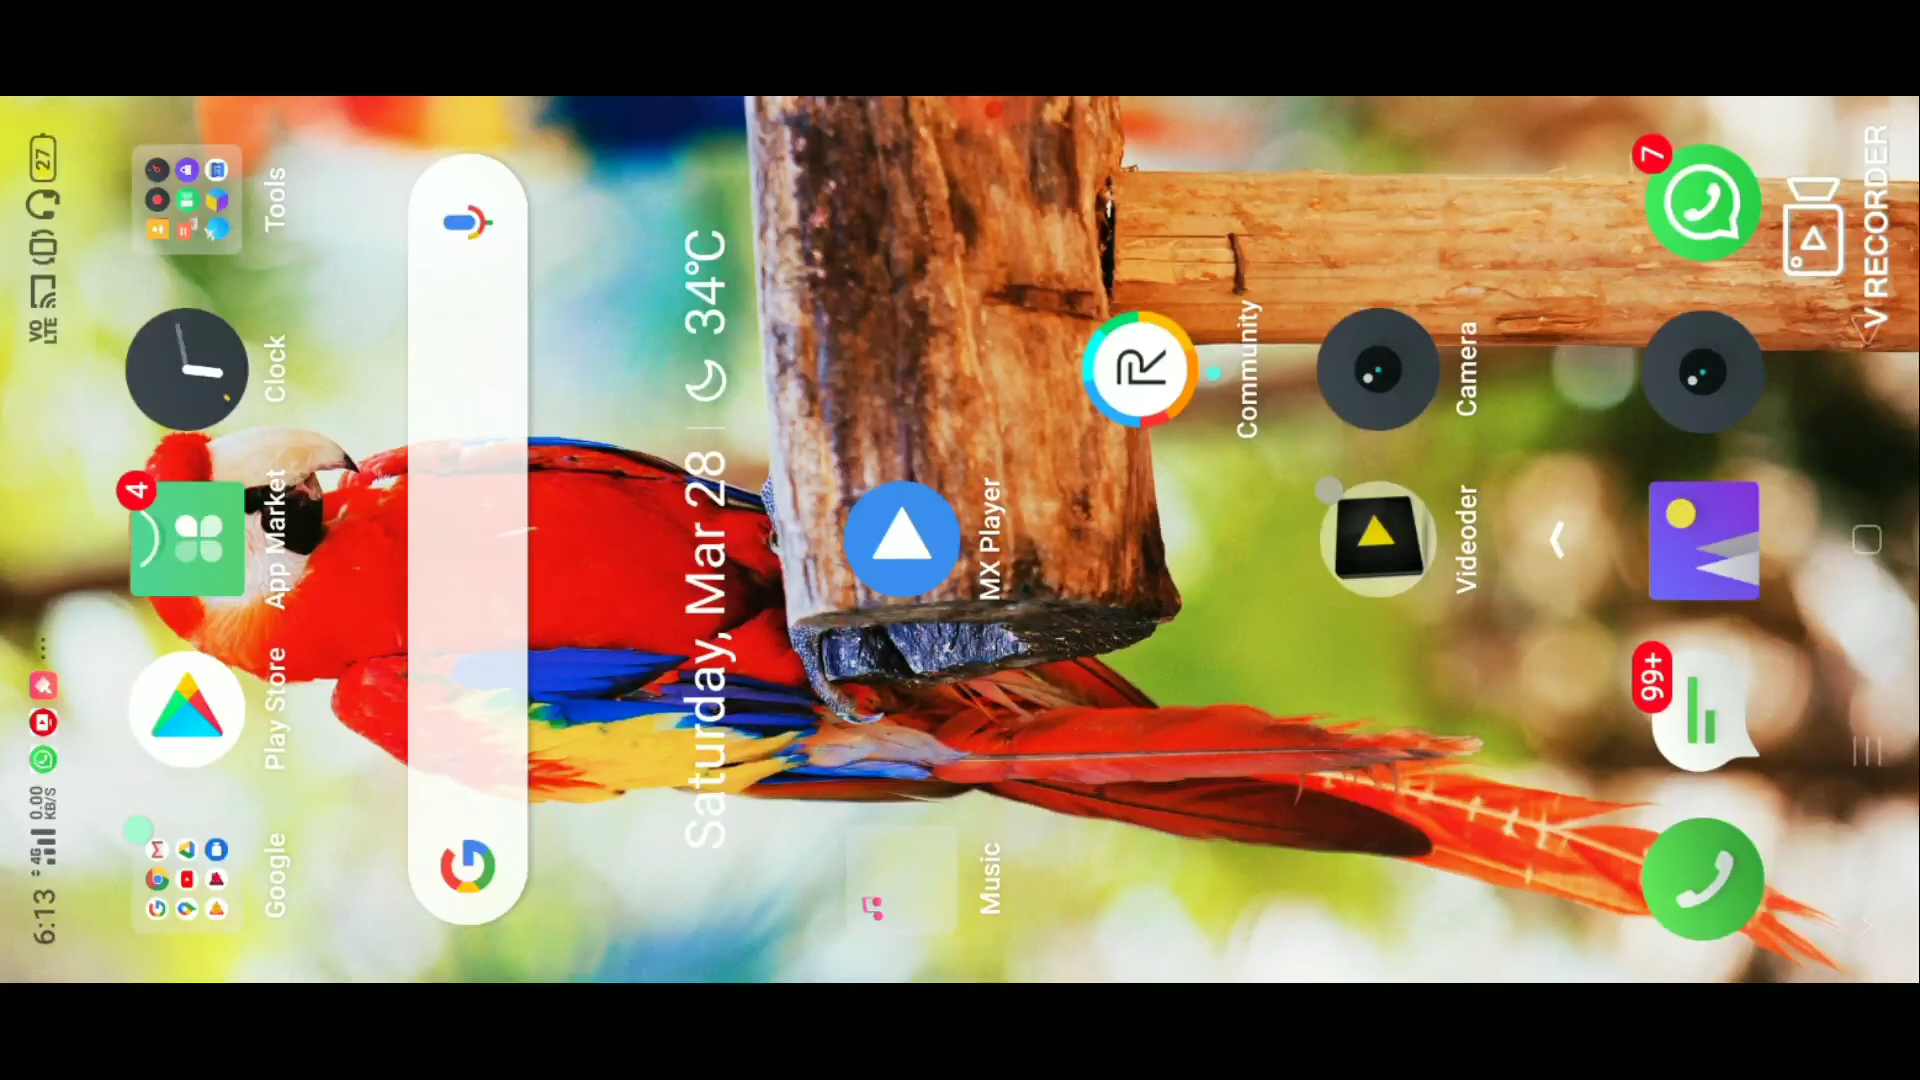 6:13 4G 0.00 KB/S ... VO LTE 27
Google Play Store App Market Clock Tools
4
Saturday, Mar 28 | 34°C
Music MX Player
Community
Videoder Camera
99+ 7
V RECORDER